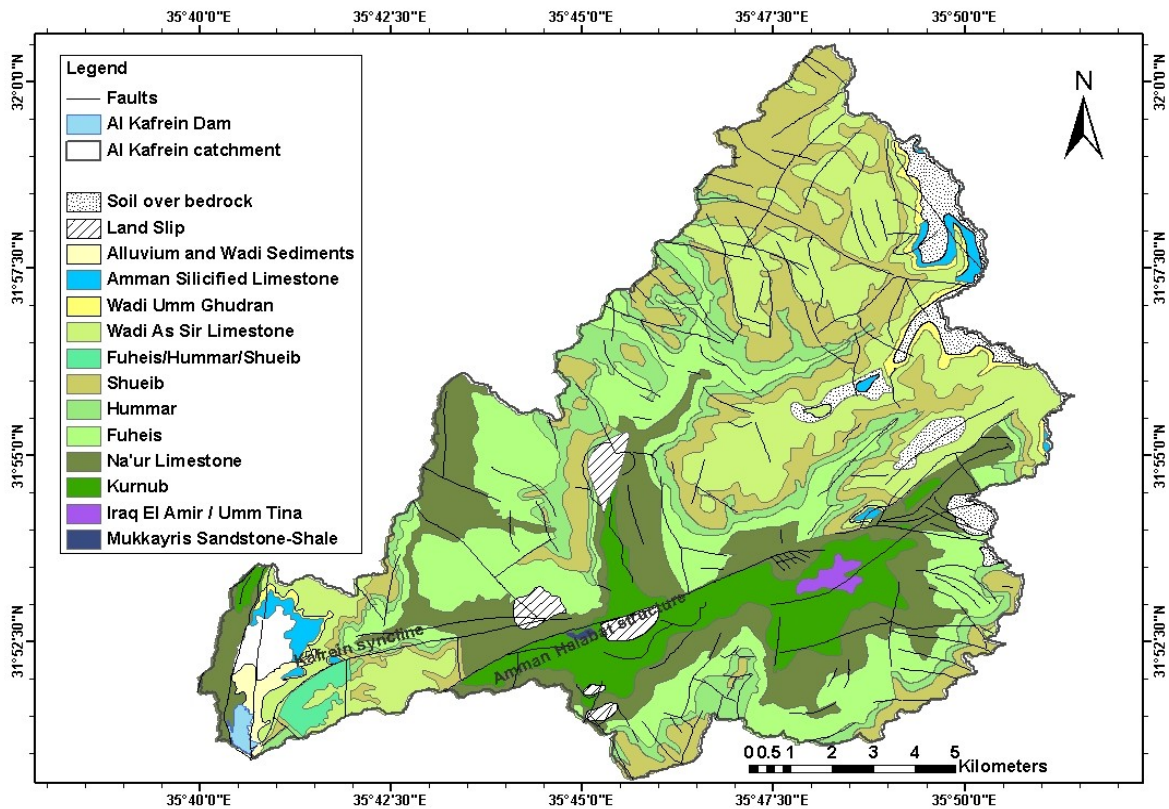 35°40'0"E 35°42'30"E 35°45'0"E 35°47'30"E 35°50'0"E
32°0'0"N
31°57'30"N
31°55'0"N
31°52'30"N
Legend
Faults
Al Kafrein Dam
Al Kafrein catchment
Soil over bedrock
Land Slip
Alluvium and Wadi Sediments
Amman Silicified Limestone
Wadi Umm Ghudran
Wadi As Sir Limestone
Fuheis/Hummar/Shueib
Shueib
Hummar
Fuheis
Na'ur Limestone
Kurnub
Iraq El Amir / Umm Tina
Mukkayris Sandstone-Shale
N
32°0'0"N
31°57'30"N
31°55'0"N
31°52'30"N
Kafrein syncline
Amman Halabat structure
0 0.5 1 2 3 4 5
Kilometers
35°40'0"E 35°42'30"E 35°45'0"E 35°47'30"E 35°50'0"E